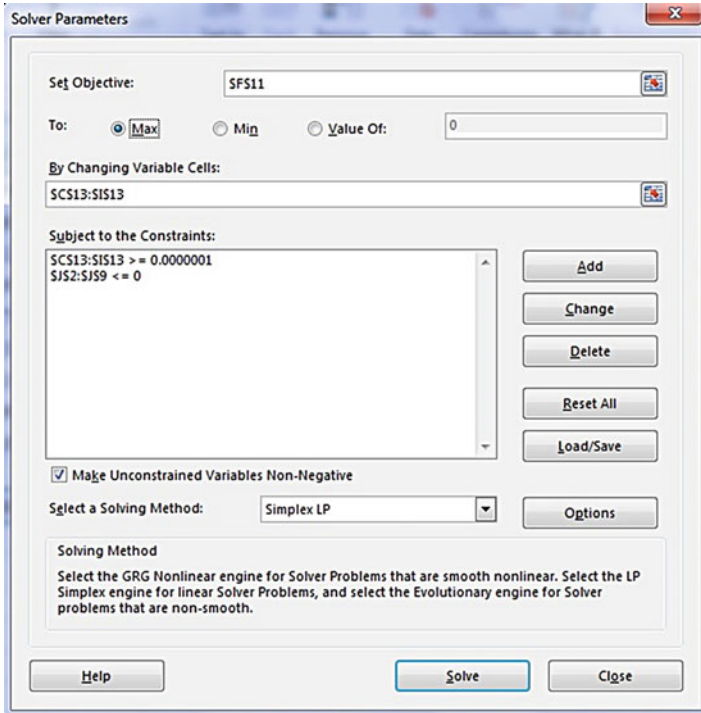 Solver Parameters
Set Objective: $F$11
To: Max Min Value Of: 0
By Changing Variable Cells:
$C$13:$I$13
Subject to the Constraints:
$C$13:$I$13 >= 0.0000001
$J$2:$J$9 <= 0
Add
Change
Delete
Reset All
Load/Save
Make Unconstrained Variables Non-Negative
Select a Solving Method: Simplex LP Options
Solving Method
Select the GRG Nonlinear engine for Solver Problems that are smooth nonlinear. Select the LP
Simplex engine for linear Solver Problems, and select the Evolutionary engine for Solver
problems that are non-smooth.
Help Solve Close